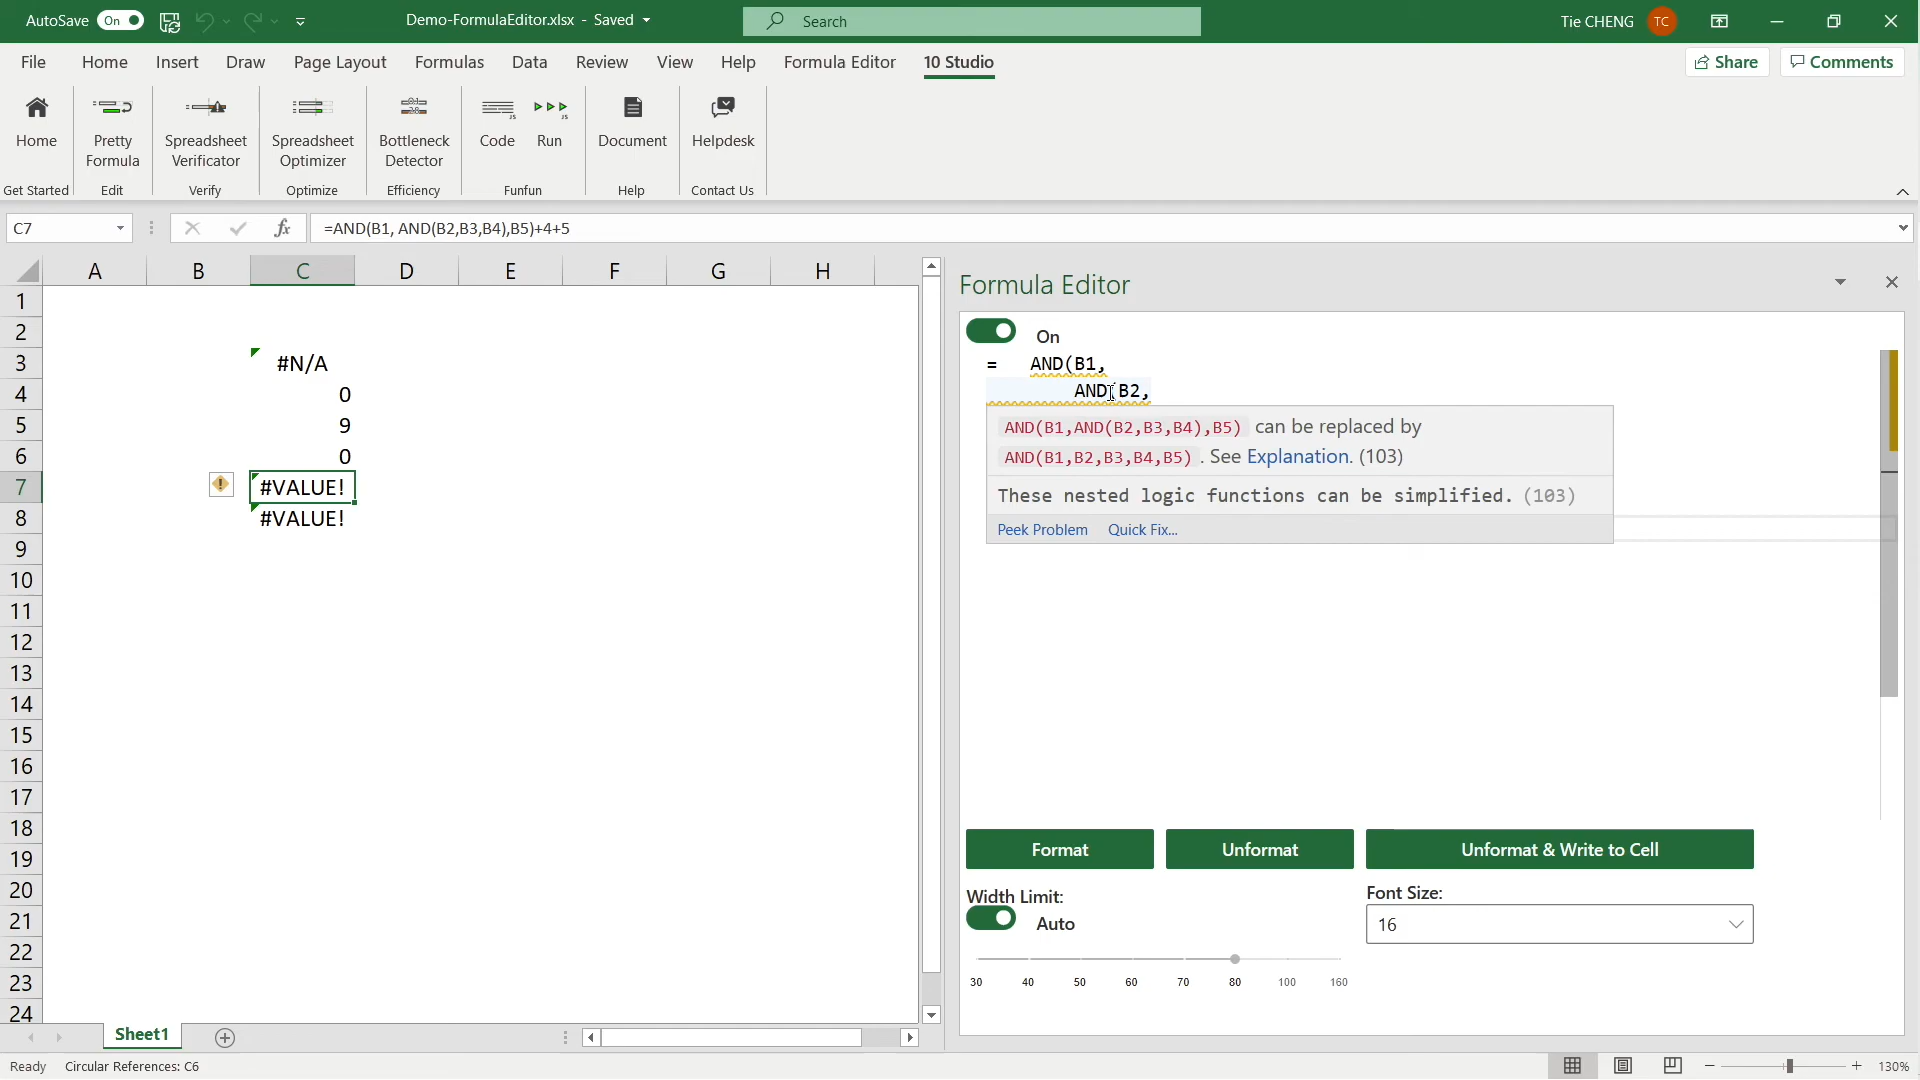 AutoSave On Demo-FormulaEditor.xlsx - Saved Search Tie CHENG TC
File Home Insert Draw Page Layout Formulas Data Review View Help Formula Editor 10 Studio Share Comments
Home Pretty Formula Spreadsheet Verificator Spreadsheet Optimizer Bottleneck Detector Code Run Document Helpdesk
Get Started Edit Verify Optimize Efficiency Funfun Help Contact Us
C7 fx =AND(B1, AND(B2,B3,B4),B5)+4+5
A B C D E F G H
1
2
3 #N/A
4 0
5 9
6 0
7 #VALUE!
8 #VALUE!
9
10
11
12
13
14
15
16
17
18
19
20
21
22
23
24
Formula Editor
On
= AND(B1,
AND(B2,
AND(B1,AND(B2,B3,B4),B5) can be replaced by
AND(B1,B2,B3,B4,B5) . See Explanation. (103)
These nested logic functions can be simplified. (103)
Peek Problem Quick Fix...
Format Unformat Unformat & Write to Cell
Width Limit: Font Size:
Auto 16
30 40 50 60 70 80 100 160
Sheet1
Ready Circular References: C6 130%